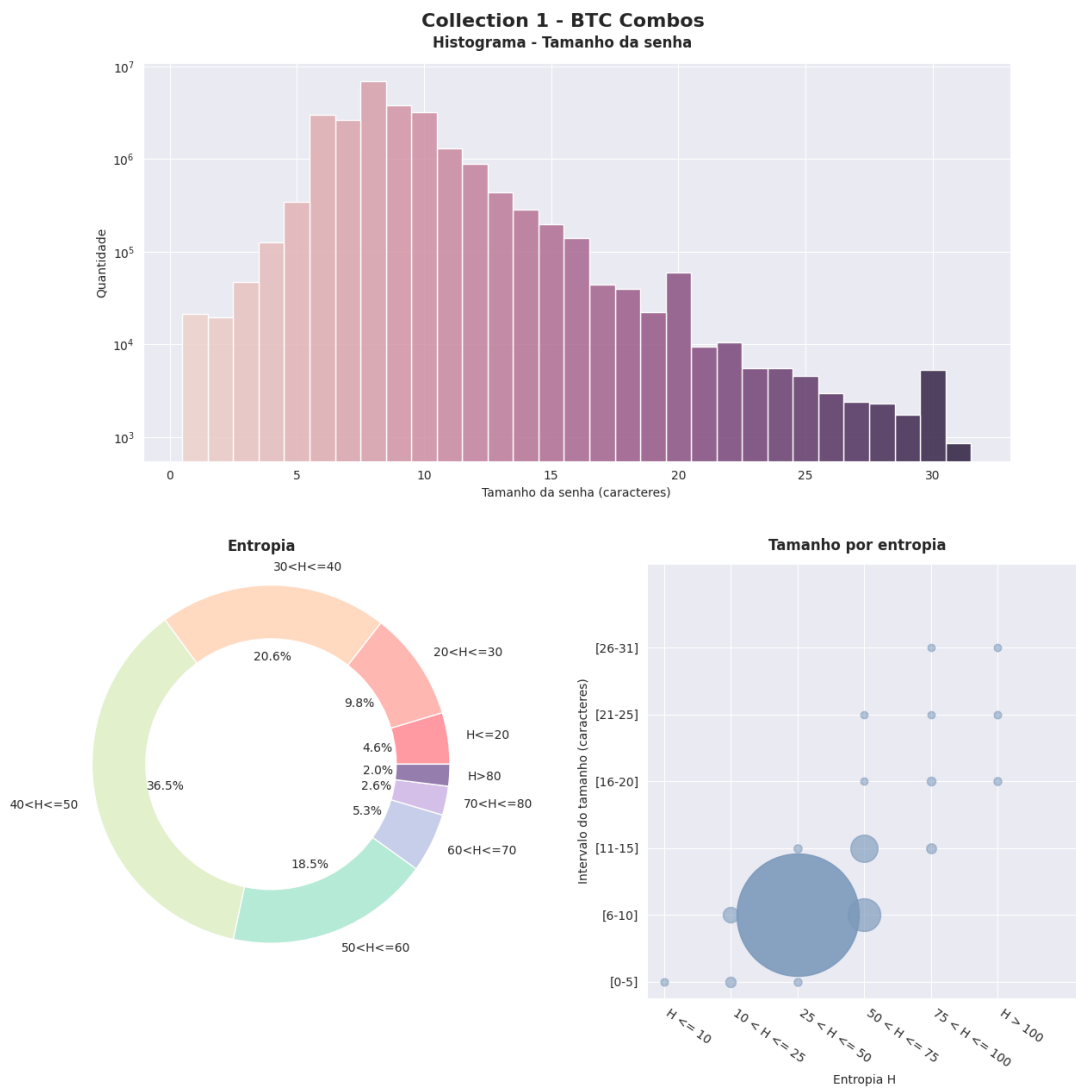 Collection 1 - BTC Combos
Histograma - Tamanho da senha
10⁷
10⁶
10⁵
10⁴
10³
Quantidade
0 5 10 15 20 25 30
Tamanho da senha (caracteres)
Entropia
30<H<=40
20<H<=30
H<=20
H>80
70<H<=80
60<H<=70
50<H<=60
40<H<=50
20.6%
9.8%
4.6%
2.0%
2.6%
5.3%
18.5%
36.5%
Tamanho por entropia
[26-31]
[21-25]
[16-20]
[11-15]
[6-10]
[0-5]
Intervalo do tamanho (caracteres)
H <= 10
10 < H <= 25
25 < H <= 50
50 < H <= 75
75 < H <= 100
H > 100
Entropia H